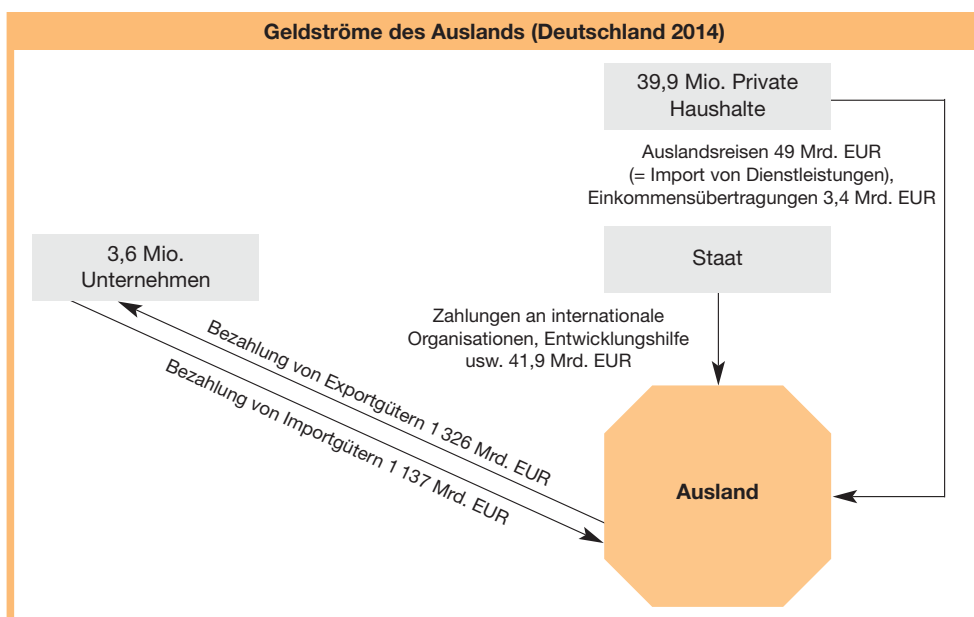 Geldströme des Auslands (Deutschland 2014)
39,9 Mio. Private
Haushalte
Auslandsreisen 49 Mrd. EUR
(= Import von Dienstleistungen),
Einkommensübertragungen 3,4 Mrd. EUR
3,6 Mio.
Unternehmen
Staat
Zahlungen an internationale
Organisationen, Entwicklungshilfe
usw. 41,9 Mrd. EUR
Bezahlung von Exportgütern 1 326 Mrd. EUR
Bezahlung von Importgütern 1 137 Mrd. EUR
Ausland